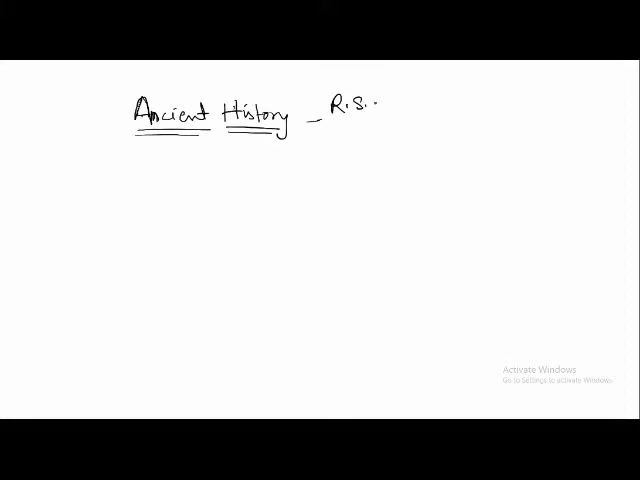 Ancient History - R.S..
Activate Windows
Go to Settings to activate Windows.